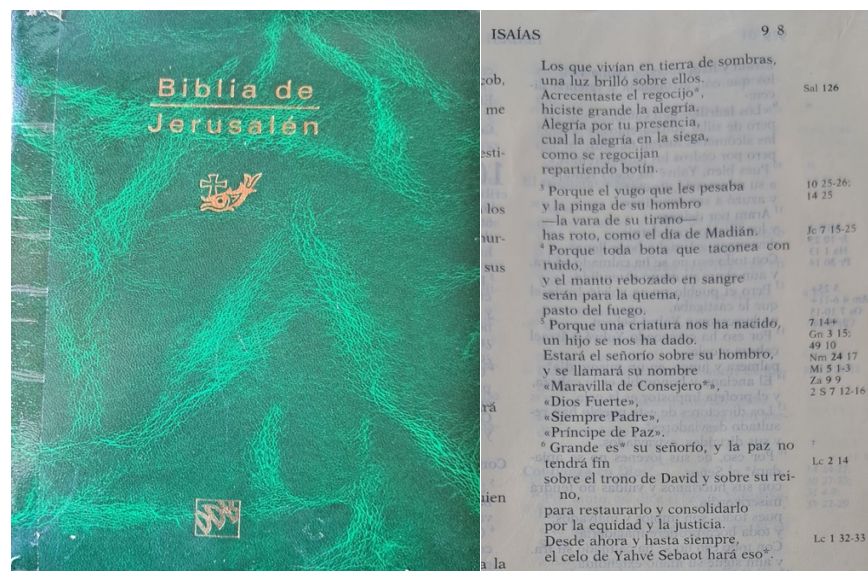 Biblia de
Jerusalén
ISAÍAS
9 8
Los que vivían en tierra de sombras,
una luz brilló sobre ellos.
Acrecentaste el regocijo*,
hiciste grande la alegría.
Alegría por tu presencia,
cual la alegría en la siega,
como se regocijan
repartiendo botín.
³ Porque el yugo que les pesaba
y la pinga de su hombro
—la vara de su tirano—
has roto, como el día de Madián.
⁴ Porque toda bota que taconea con
ruido,
y el manto rebozado en sangre
serán para la quema,
pasto del fuego.
⁵ Porque una criatura nos ha nacido,
un hijo se nos ha dado.
Estará el señorío sobre su hombro,
y se llamará su nombre
«Maravilla de Consejero*»,
«Dios Fuerte»,
«Siempre Padre»,
«Príncipe de Paz».
⁶ Grande es* su señorío, y la paz no
tendrá fin
sobre el trono de David y sobre su rei-
no,
para restaurarlo y consolidarlo
por la equidad y la justicia.
Desde ahora y hasta siempre,
el celo de Yahvé Sebaot hará eso*.
Sal 126
10 25-26;
14 25
Jc 7 15-25
7 14+
Gn 3 15;
49 10
Nm 24 17
Mi 5 1-3
Za 9 9
2 S 7 12-16
Lc 2 14
Lc 1 32-33